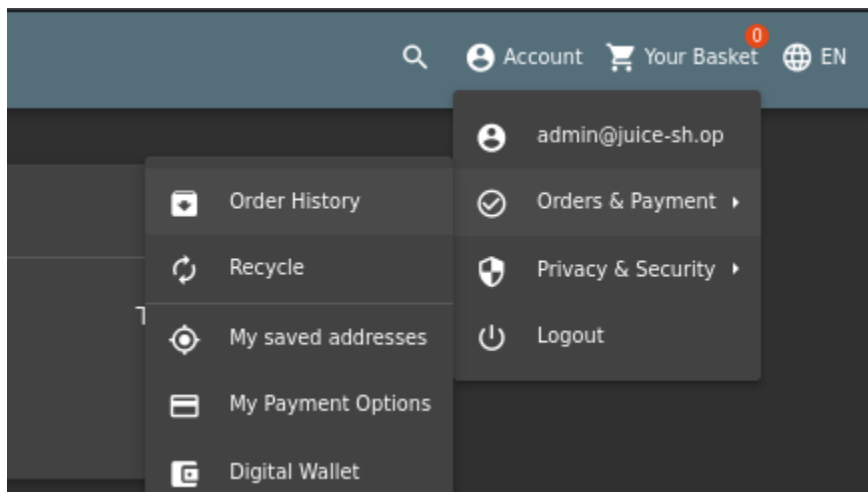 0
Account
Your Basket
EN
admin@juice-sh.op
Orders & Payment
Privacy & Security
Logout
Order History
Recycle
My saved addresses
My Payment Options
Digital Wallet